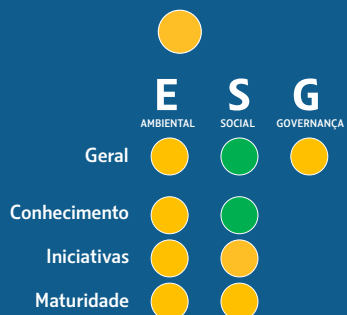 E S G
AMBIENTAL SOCIAL GOVERNANÇA
Geral
Conhecimento
Iniciativas
Maturidade